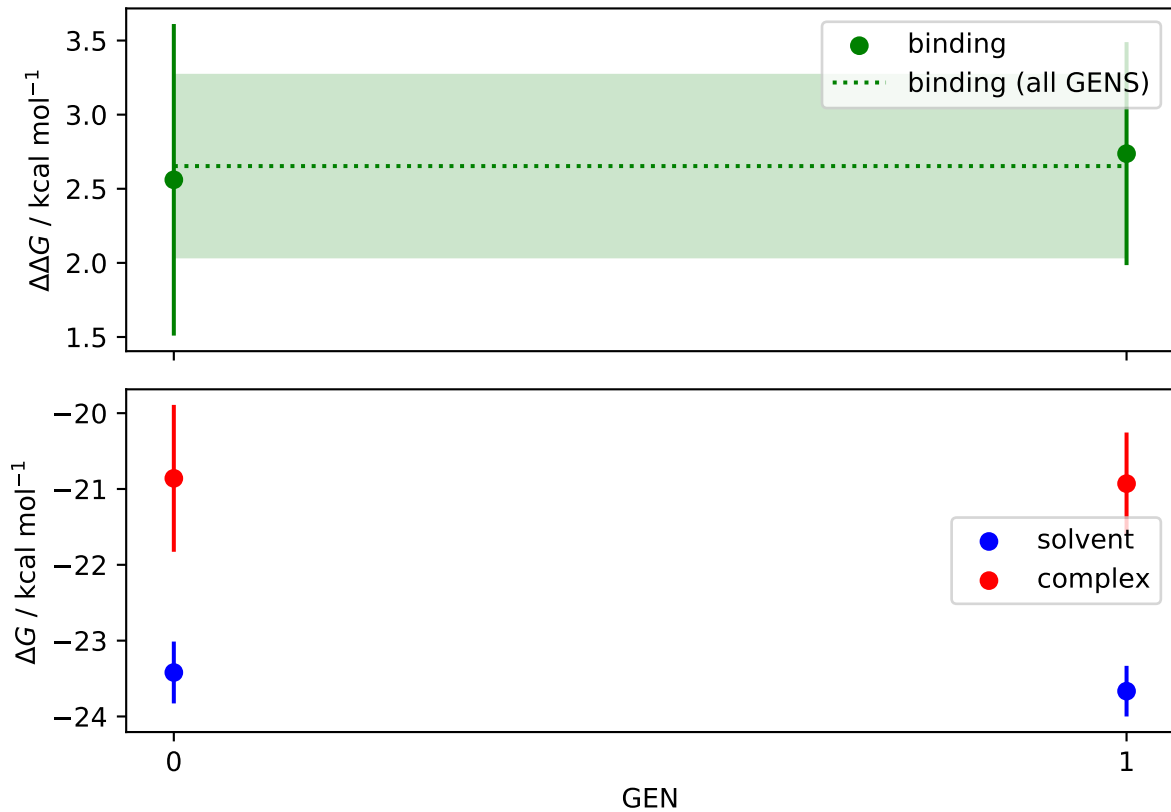 3.5
3.0
2.5
2.0
1.5
ΔΔG / kcal mol⁻¹
binding
binding (all GENS)
−20
−21
−22
−23
−24
ΔG / kcal mol⁻¹
solvent
complex
0
1
GEN